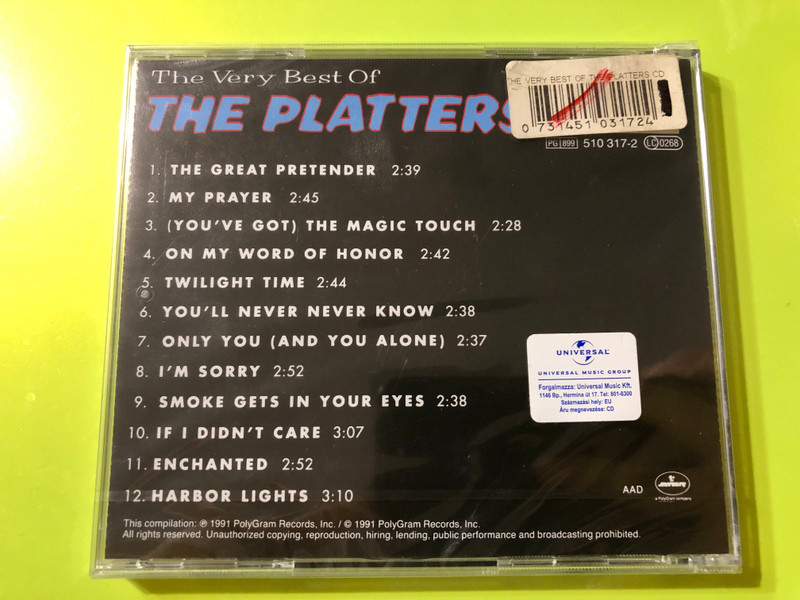 The Very Best Of
THE PLATTERS
THE VERY BEST OF THE PLATTERS CD
0 731451 031724
PG 899 510 317-2 LC 0268
1. THE GREAT PRETENDER 2:39
2. MY PRAYER 2:45
3. (YOU'VE GOT) THE MAGIC TOUCH 2:28
4. ON MY WORD OF HONOR 2:42
5. TWILIGHT TIME 2:44
6. YOU'LL NEVER NEVER KNOW 2:38
7. ONLY YOU (AND YOU ALONE) 2:37
8. I'M SORRY 2:52
9. SMOKE GETS IN YOUR EYES 2:38
10. IF I DIDN'T CARE 3:07
11. ENCHANTED 2:52
12. HARBOR LIGHTS 3:10
UNIVERSAL
UNIVERSAL MUSIC GROUP
Forgalmazza: Universal Music Kft.
1146 Bp., Hermina út 17. Tel: 501-8300
Származási hely: EU
Áru megnevezése: CD
AAD
mercury
a PolyGram company
This compilation: ℗ 1991 PolyGram Records, Inc. / © 1991 PolyGram Records, Inc.
All rights reserved. Unauthorized copying, reproduction, hiring, lending, public performance and broadcasting prohibited.